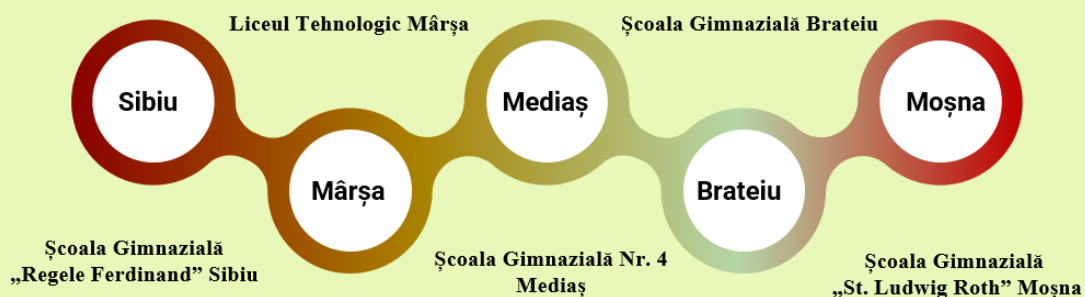 Liceul Tehnologic Mârșa
Școala Gimnazială Brateiu
Sibiu
Mediaș
Moșna
Mârșa
Brateiu
Școala Gimnazială
„Regele Ferdinand” Sibiu
Școala Gimnazială Nr. 4
Mediaș
Școala Gimnazială
„St. Ludwig Roth” Moșna